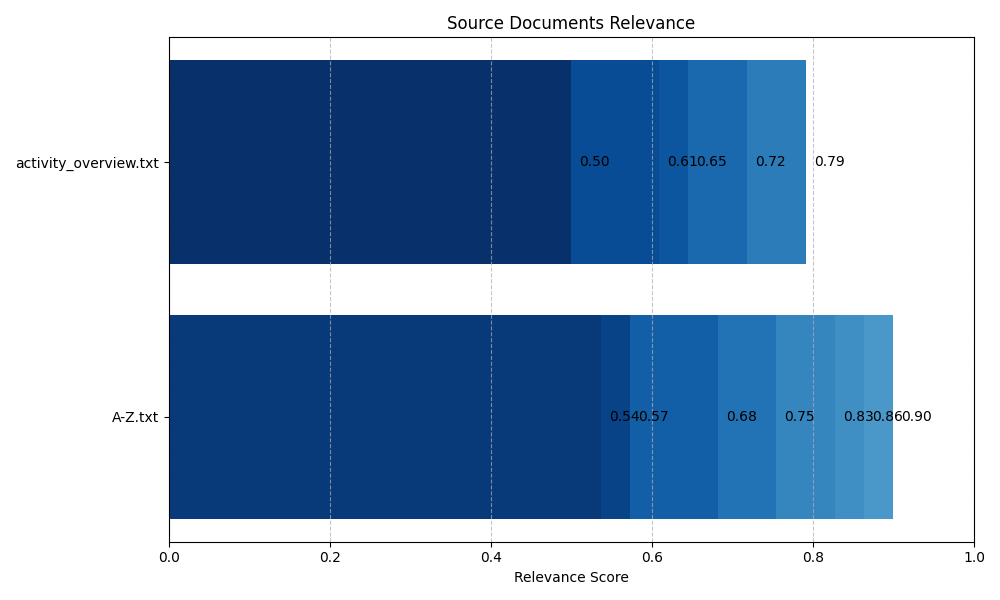 Source Documents Relevance
activity_overview.txt
0.50 0.61 0.65 0.72 0.79
A-Z.txt
0.54 0.57 0.68 0.75 0.83 0.86 0.90
0.0 0.2 0.4 0.6 0.8 1.0
Relevance Score